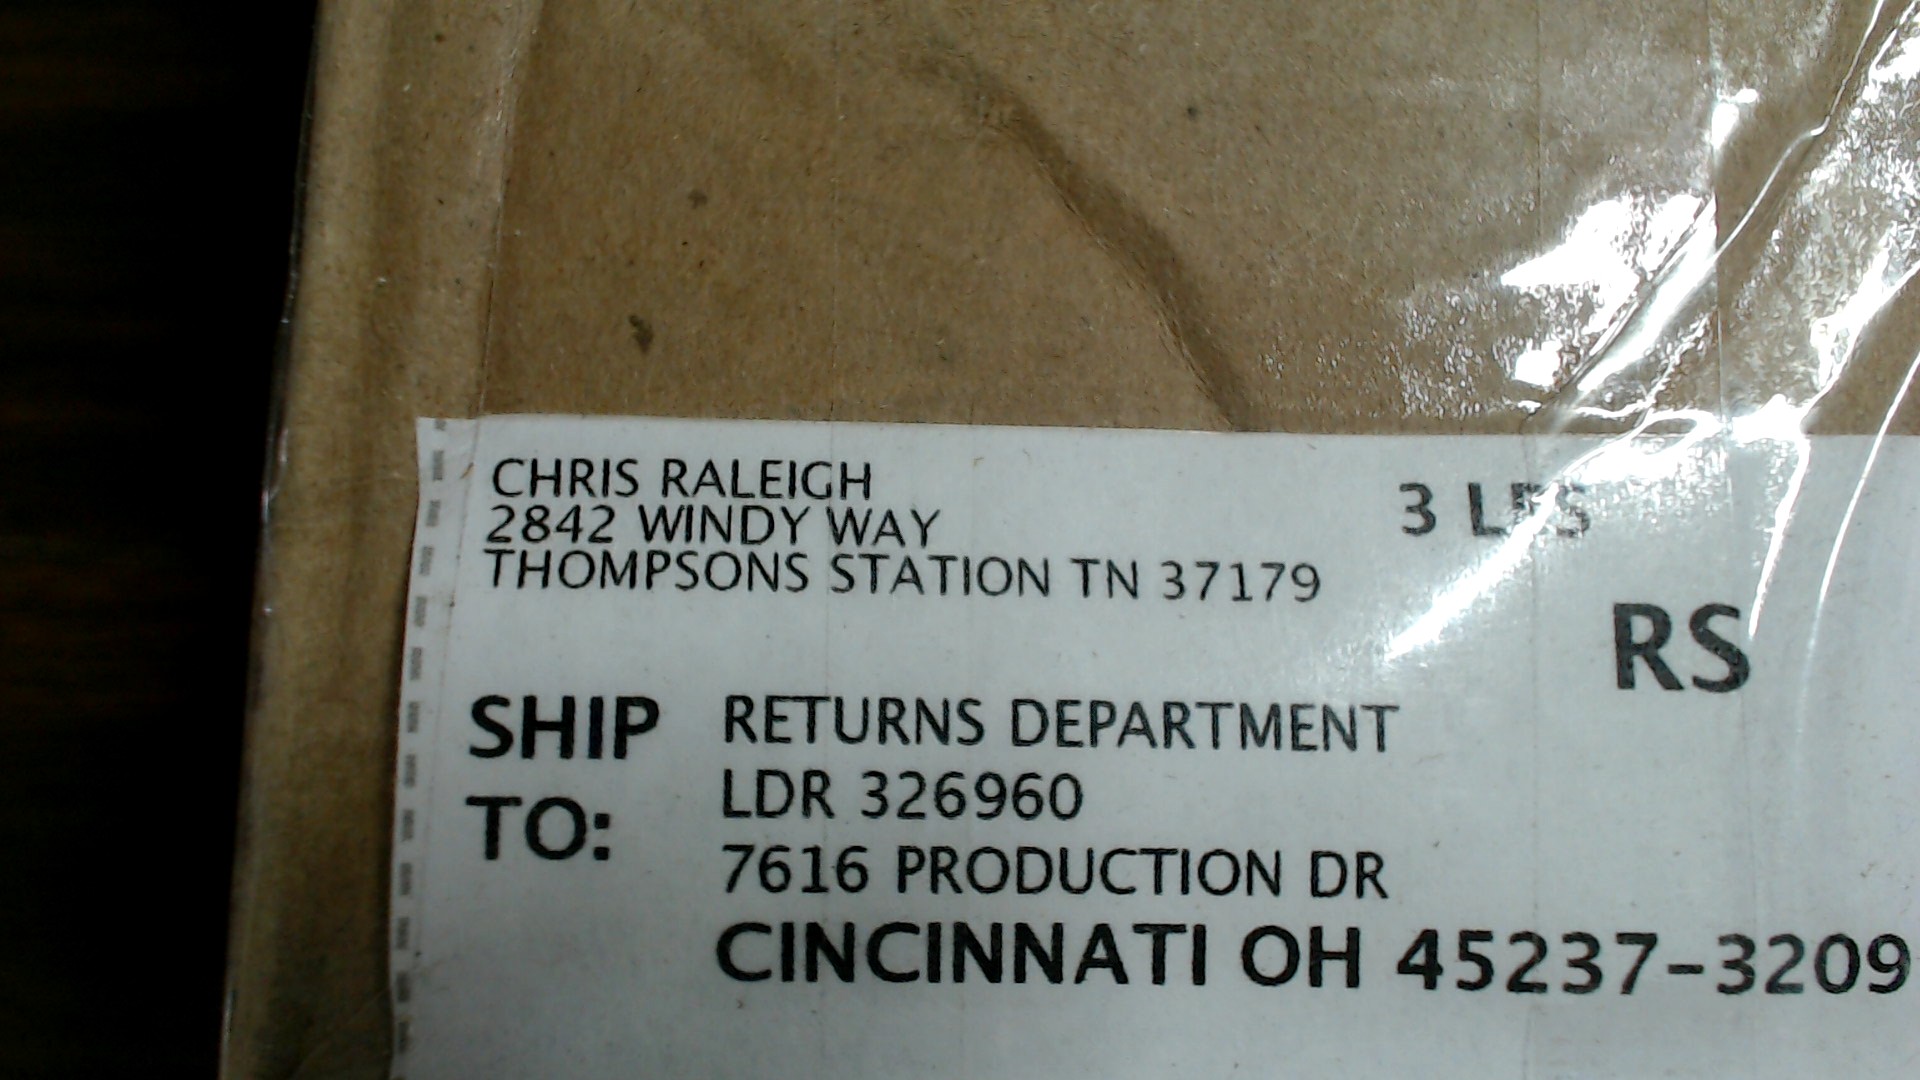 CHRIS RALEIGH
2842 WINDY WAY
THOMPSONS STATION TN 37179
3 LBS
RS
SHIP TO:
RETURNS DEPARTMENT
LDR 326960
7616 PRODUCTION DR
CINCINNATI OH 45237-3209